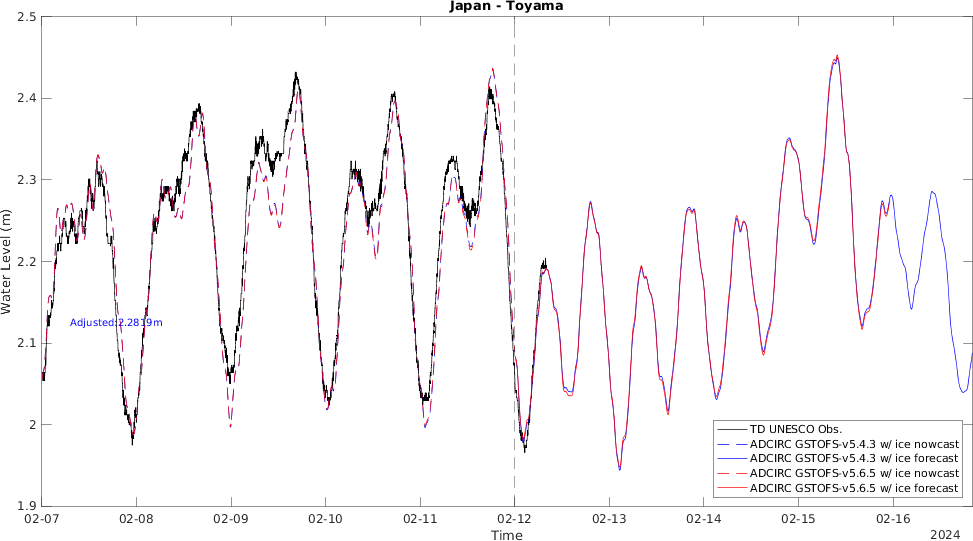 Japan - Toyama
2.5
2.4
2.3
2.2
2.1
2
1.9
Water Level (m)
Adjusted:2.2819m
TD UNESCO Obs.
ADCIRC GSTOFS-v5.4.3 w/ ice nowcast
ADCIRC GSTOFS-v5.4.3 w/ ice forecast
ADCIRC GSTOFS-v5.6.5 w/ ice nowcast
ADCIRC GSTOFS-v5.6.5 w/ ice forecast
02-07 02-08 02-09 02-10 02-11 02-12 02-13 02-14 02-15 02-16
Time
2024